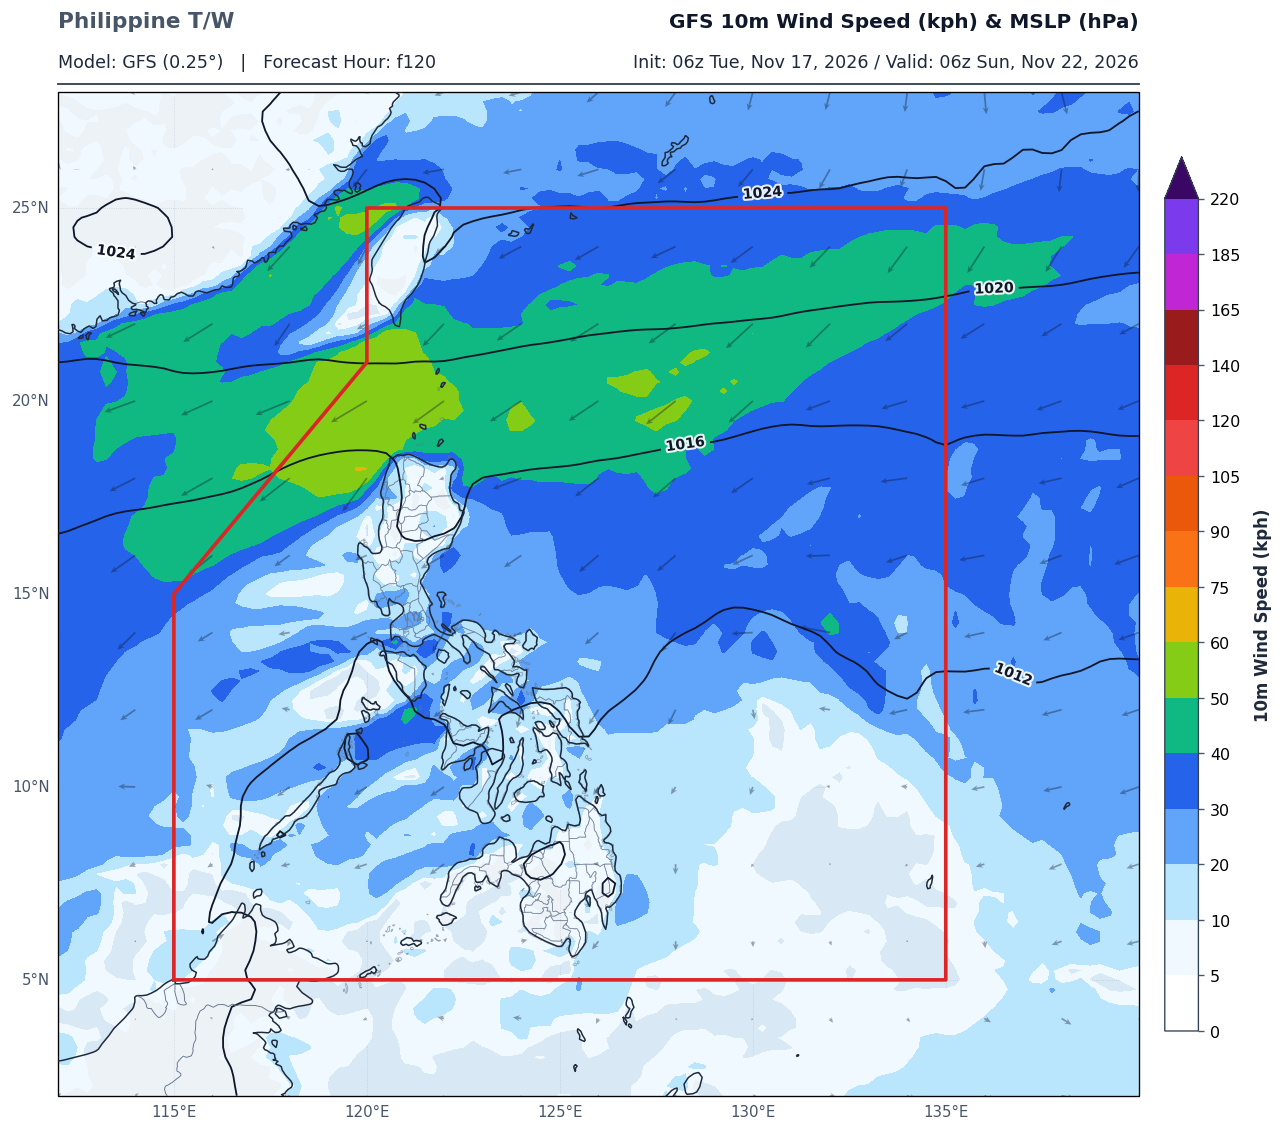 Philippine T/W
GFS 10m Wind Speed (kph) & MSLP (hPa)
Model: GFS (0.25°) | Forecast Hour: f120
Init: 06z Tue, Nov 17, 2026 / Valid: 06z Sun, Nov 22, 2026
25°N
20°N
15°N
10°N
5°N
1024
1024
1020
1016
1012
115°E
120°E
125°E
130°E
135°E
220
185
165
140
120
105
90
75
60
50
40
30
20
10
5
0
10m Wind Speed (kph)